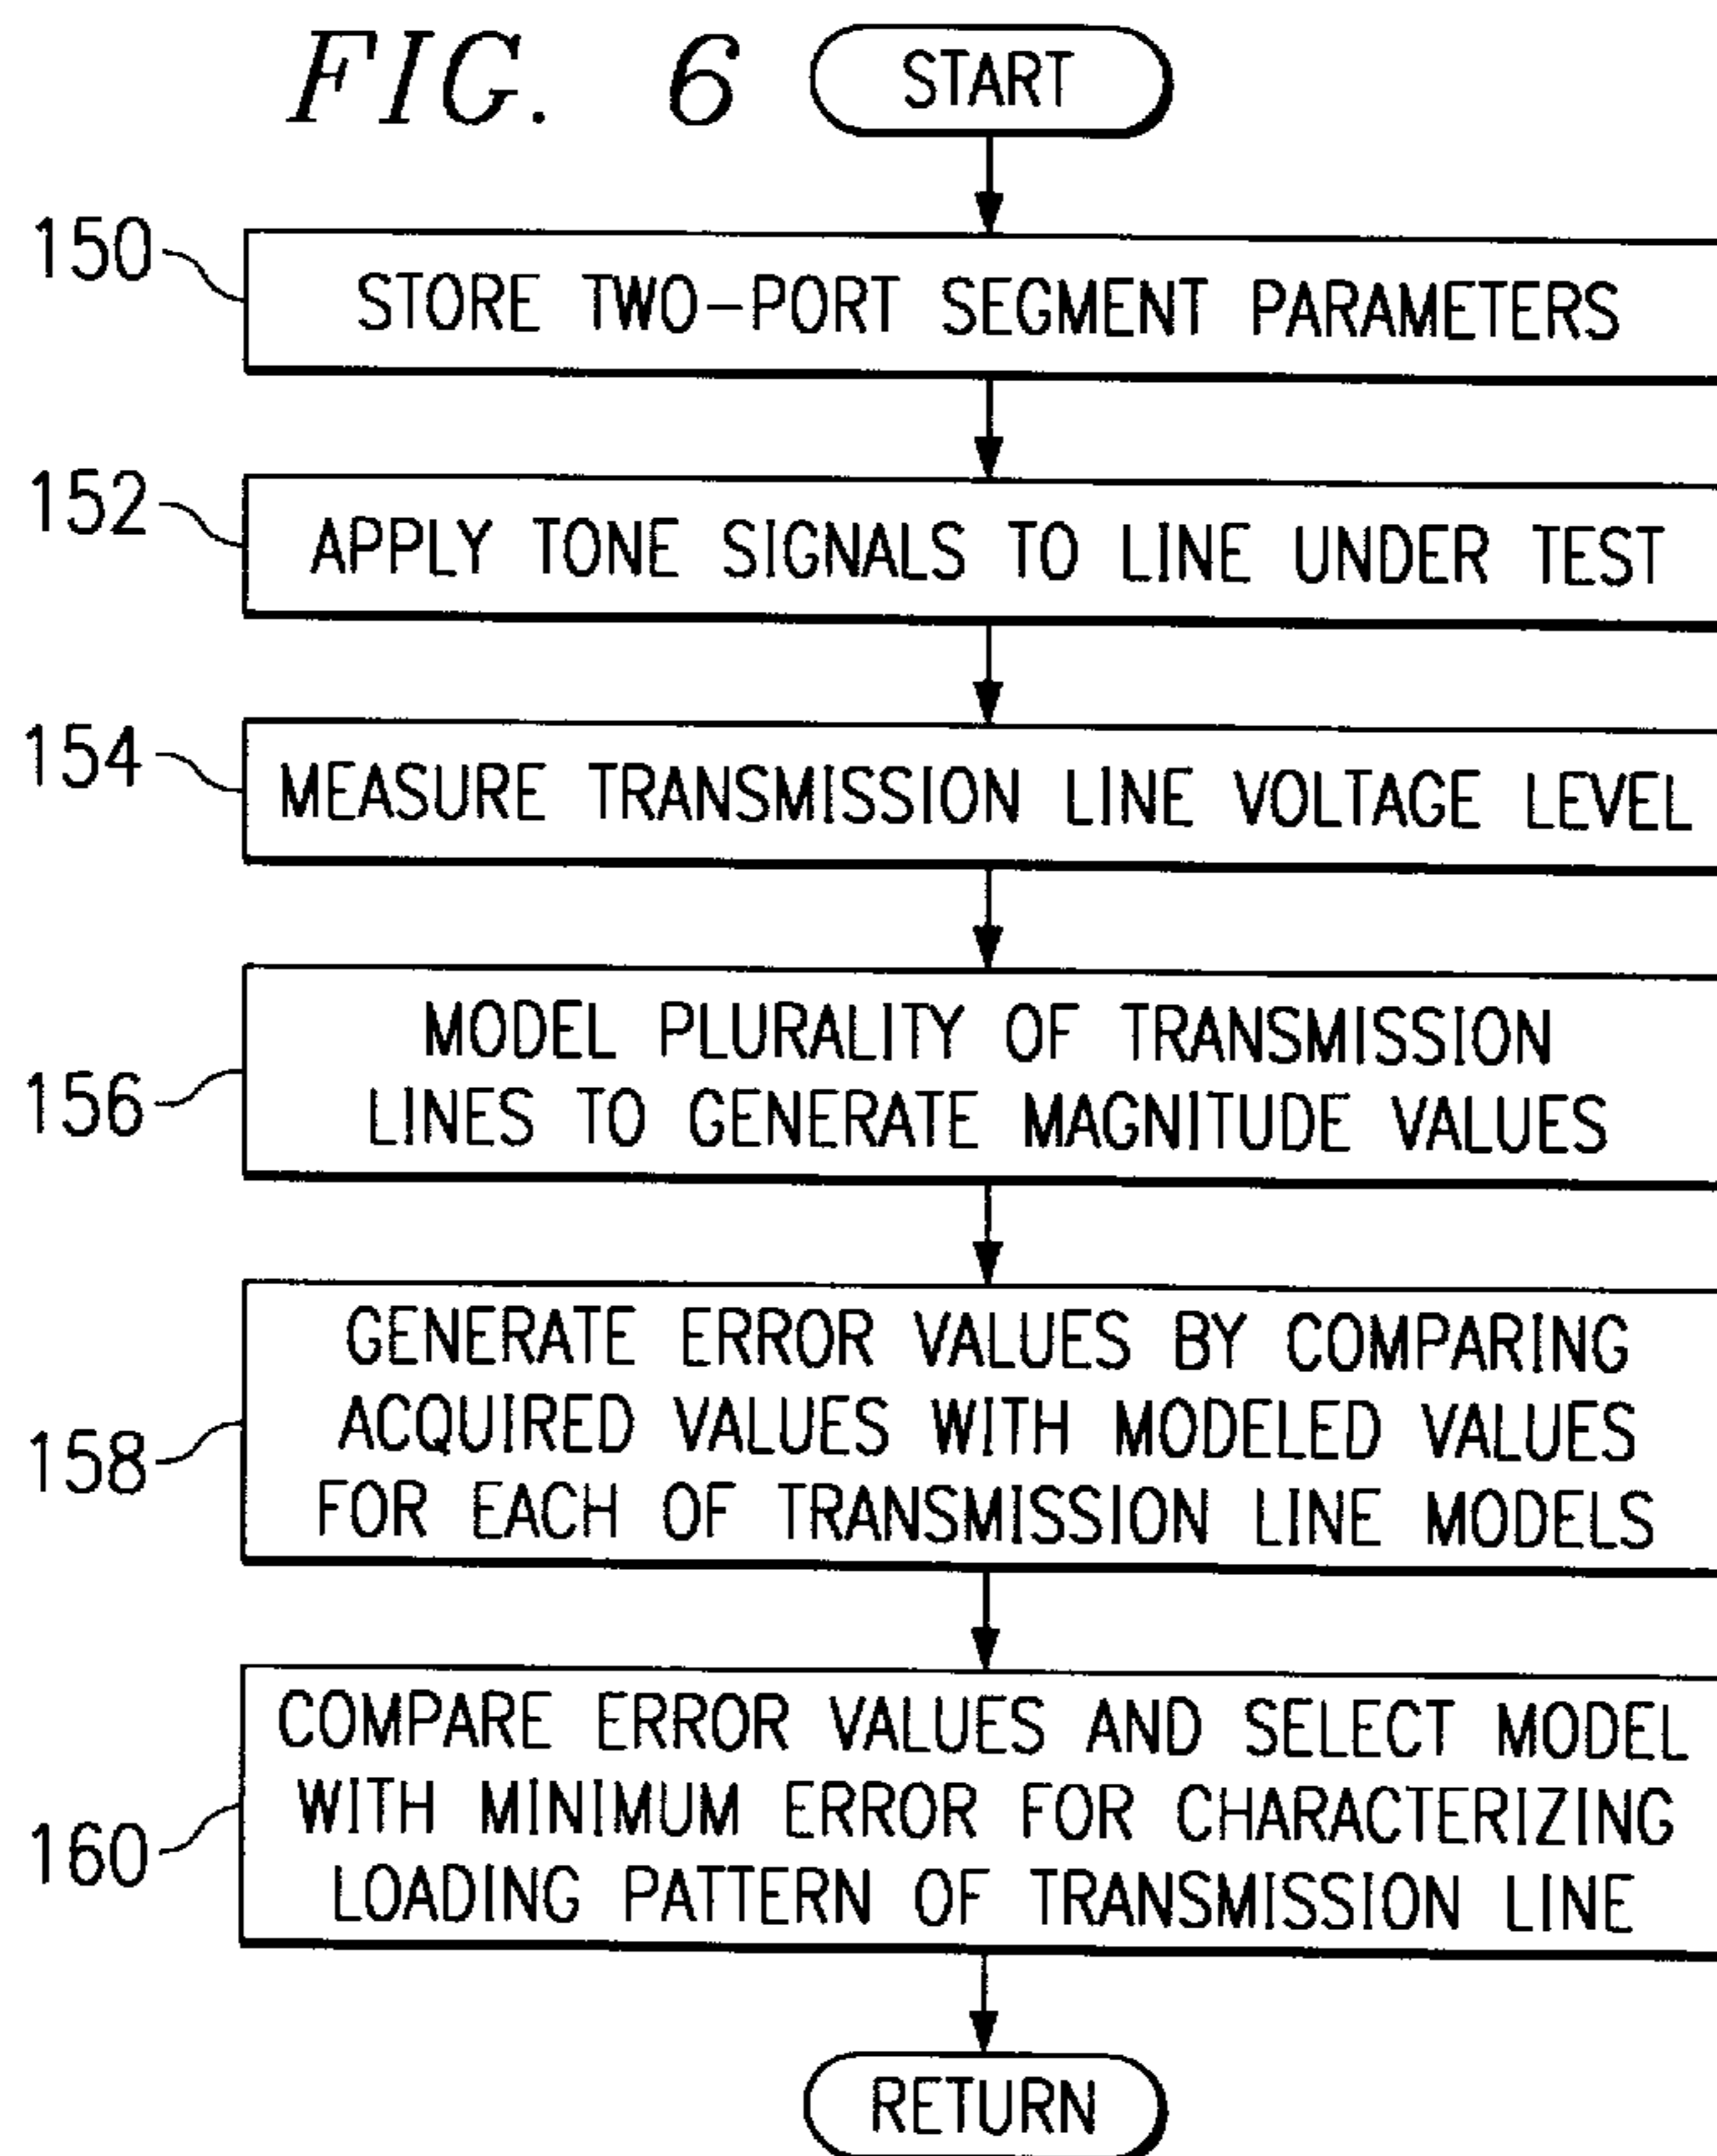 FIG. 6
START
150
STORE TWO-PORT SEGMENT PARAMETERS
152
APPLY TONE SIGNALS TO LINE UNDER TEST
154
MEASURE TRANSMISSION LINE VOLTAGE LEVEL
156
MODEL PLURALITY OF TRANSMISSION
LINES TO GENERATE MAGNITUDE VALUES
158
GENERATE ERROR VALUES BY COMPARING
ACQUIRED VALUES WITH MODELED VALUES
FOR EACH OF TRANSMISSION LINE MODELS
160
COMPARE ERROR VALUES AND SELECT MODEL
WITH MINIMUM ERROR FOR CHARACTERIZING
LOADING PATTERN OF TRANSMISSION LINE
RETURN